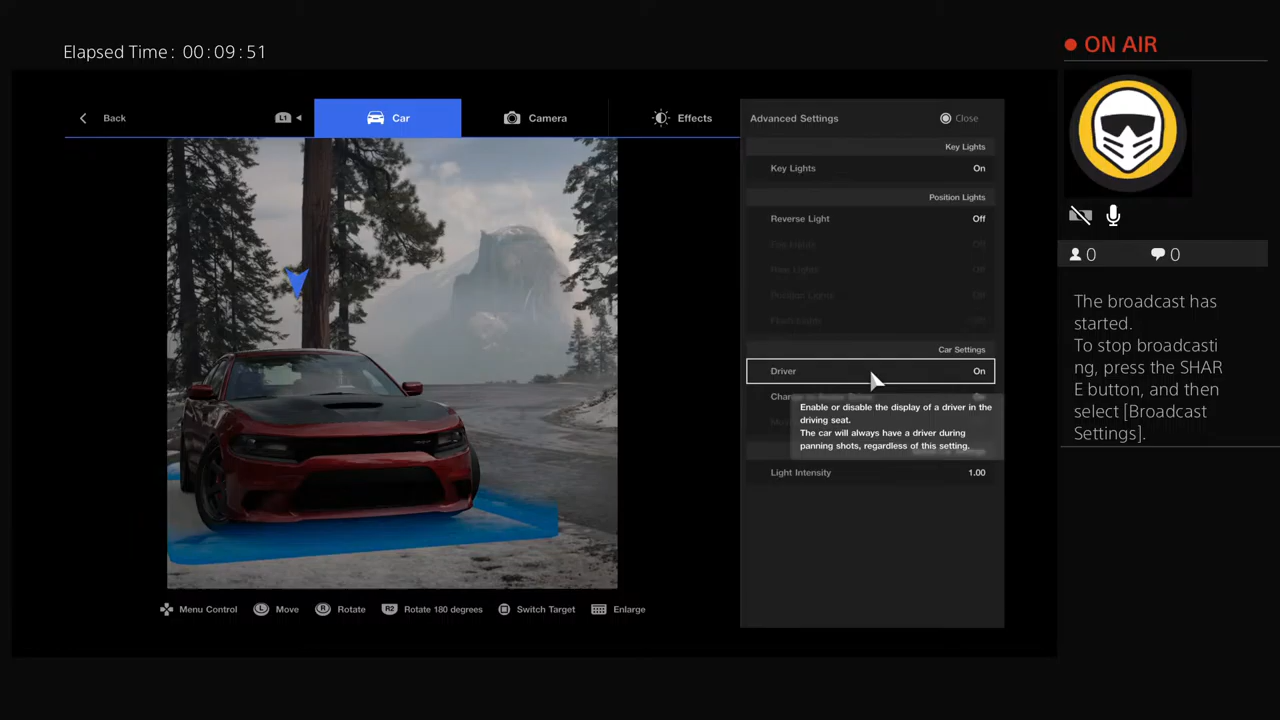 Elapsed Time: 00:09:51
ON AIR
Back
L1
Car
Camera
Effects
Advanced Settings
Close
Key Lights
Key Lights On
Position Lights
Reverse Light Off
Car Settings
Driver On
Enable or disable the display of a driver in the
driving seat.
The car will always have a driver during
panning shots, regardless of this setting.
Light Intensity 1.00
L Move
R Rotate
R2 Rotate 180 degrees
Menu Control
Switch Target
Enlarge
0
0
The broadcast has
started.
To stop broadcasti
ng, press the SHAR
E button, and then
select [Broadcast
Settings].